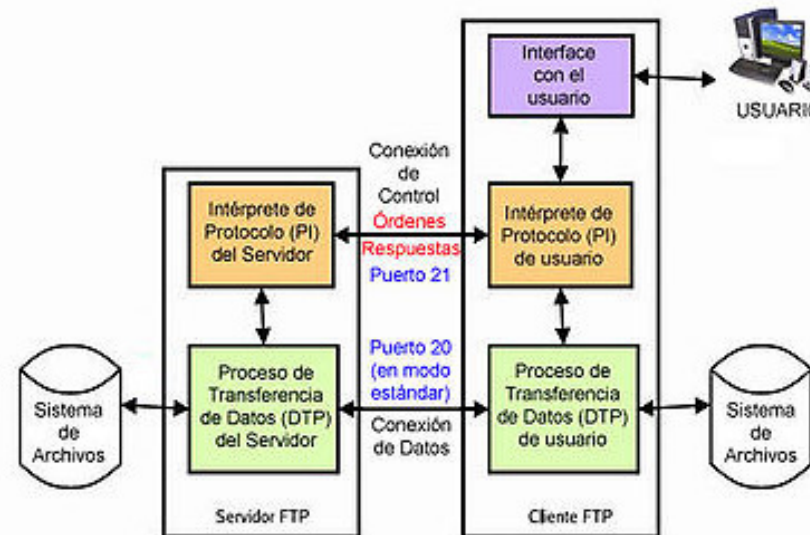 Interface
con el
usuario
USUARIO
Conexión
de
Control
Órdenes
Respuestas
Puerto 21
Intérprete de
Protocolo (PI)
del Servidor
Intérprete de
Protocolo (PI)
de usuario
Puerto 20
(en modo
estándar)
Conexión
de Datos
Sistema
de
Archivos
Proceso de
Transferencia
de Datos (DTP)
del Servidor
Proceso de
Transferencia
de Datos (DTP)
de usuario
Sistema
de
Archivos
Servidor FTP
Cliente FTP